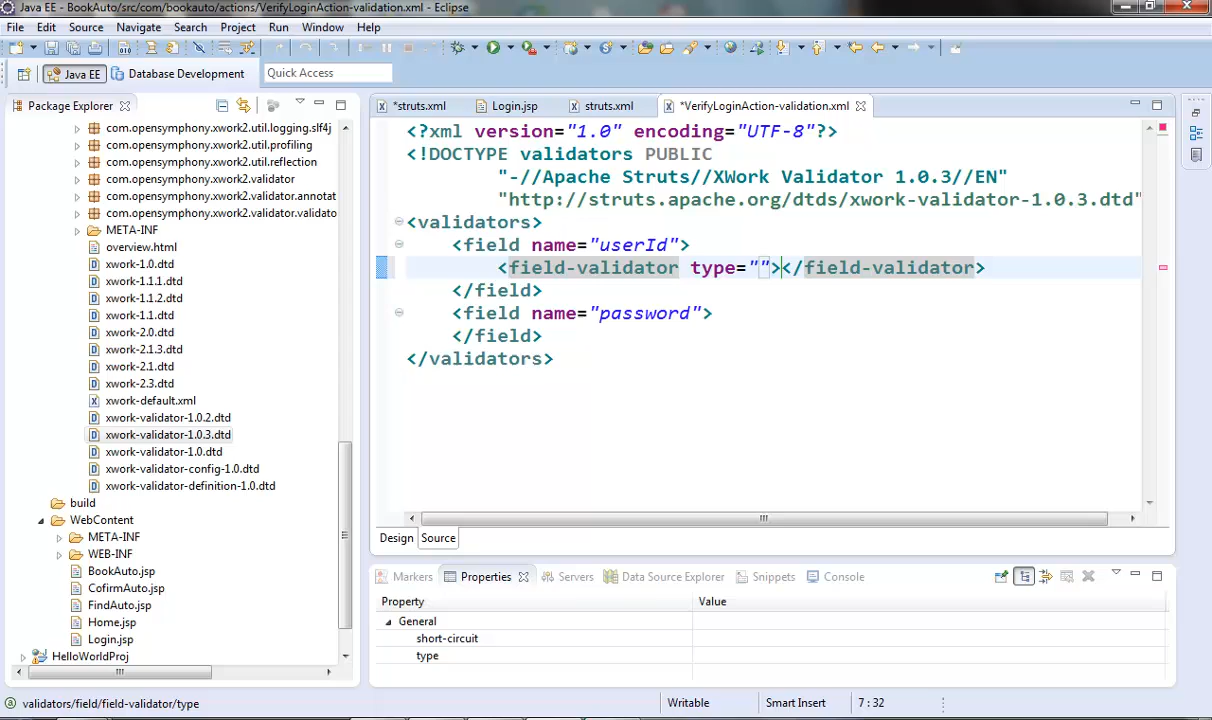 Java EE - BookAuto/src/com/bookauto/actions/VerifyLoginAction-validation.xml - Eclipse
File Edit Source Navigate Search Project Run Window Help
Java EE Database Development Quick Access
Package Explorer
com.opensymphony.xwork2.util.logging.slf4j
com.opensymphony.xwork2.util.profiling
com.opensymphony.xwork2.util.reflection
com.opensymphony.xwork2.validator
com.opensymphony.xwork2.validator.annotat
com.opensymphony.xwork2.validator.validato
META-INF
overview.html
xwork-1.0.dtd
xwork-1.1.1.dtd
xwork-1.1.2.dtd
xwork-1.1.dtd
xwork-2.0.dtd
xwork-2.1.3.dtd
xwork-2.1.dtd
xwork-2.3.dtd
xwork-default.xml
xwork-validator-1.0.2.dtd
xwork-validator-1.0.3.dtd
xwork-validator-1.0.dtd
xwork-validator-config-1.0.dtd
xwork-validator-definition-1.0.dtd
build
WebContent
META-INF
WEB-INF
BookAuto.jsp
CofirmAuto.jsp
FindAuto.jsp
Home.jsp
Login.jsp
HelloWorldProj
*struts.xml Login.jsp struts.xml *VerifyLoginAction-validation.xml
<?xml version="1.0" encoding="UTF-8"?>
<!DOCTYPE validators PUBLIC
"-//Apache Struts//XWork Validator 1.0.3//EN"
"http://struts.apache.org/dtds/xwork-validator-1.0.3.dtd"
<validators>
<field name="userId">
<field-validator type=""></field-validator>
</field>
<field name="password">
</field>
</validators>
Design Source
Markers Properties Servers Data Source Explorer Snippets Console
Property Value
General
short-circuit
type
validators/field/field-validator/type Writable Smart Insert 7 : 32